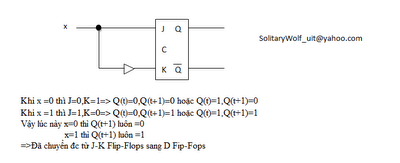 x
J Q
SolitaryWolf_uit@yahoo.com
C
K Q̅
Khi x =0 thì J=0,K=1=> Q(t)=0,Q(t+1)=0 hoặc Q(t)=1,Q(t+1)=0
Khi x =1 thì J=1,K=0=> Q(t)=0,Q(t+1)=1 hoặc Q(t)=1,Q(t+1)=1
Vậy lúc này x=0 thì Q(t+1) luôn =0
x=1 thì Q(t+1) luôn =1
=>Đã chuyển đc từ J-K Flip-Flops sang D Fip-Fops